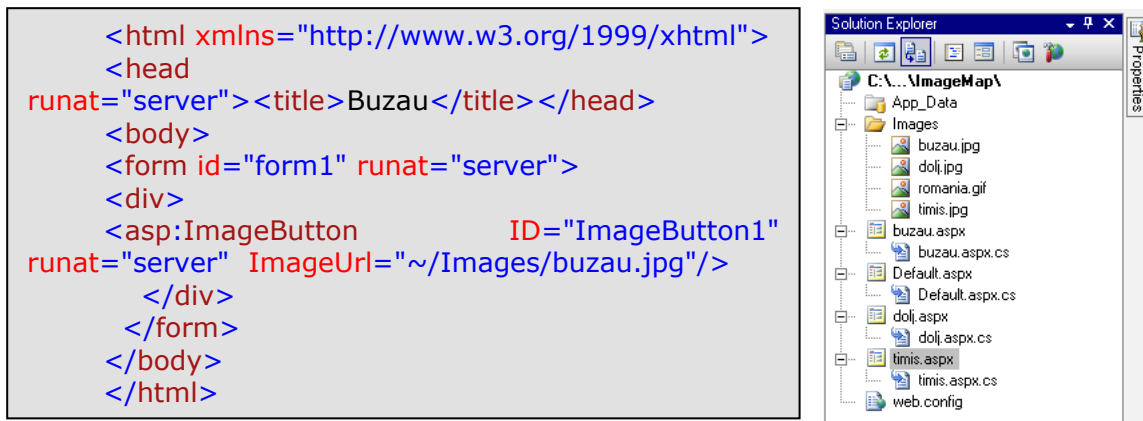 <html xmlns="http://www.w3.org/1999/xhtml">
<head
runat="server"><title>Buzau</title></head>
<body>
<form id="form1" runat="server">
<div>
<asp:ImageButton ID="ImageButton1"
runat="server" ImageUrl="~/Images/buzau.jpg"/>
</div>
</form>
</body>
</html>
Solution Explorer
C:\...\ImageMap\
App_Data
Images
buzau.jpg
dolj.jpg
romania.gif
timis.jpg
buzau.aspx
buzau.aspx.cs
Default.aspx
Default.aspx.cs
dolj.aspx
dolj.aspx.cs
timis.aspx
timis.aspx.cs
web.config
Properties